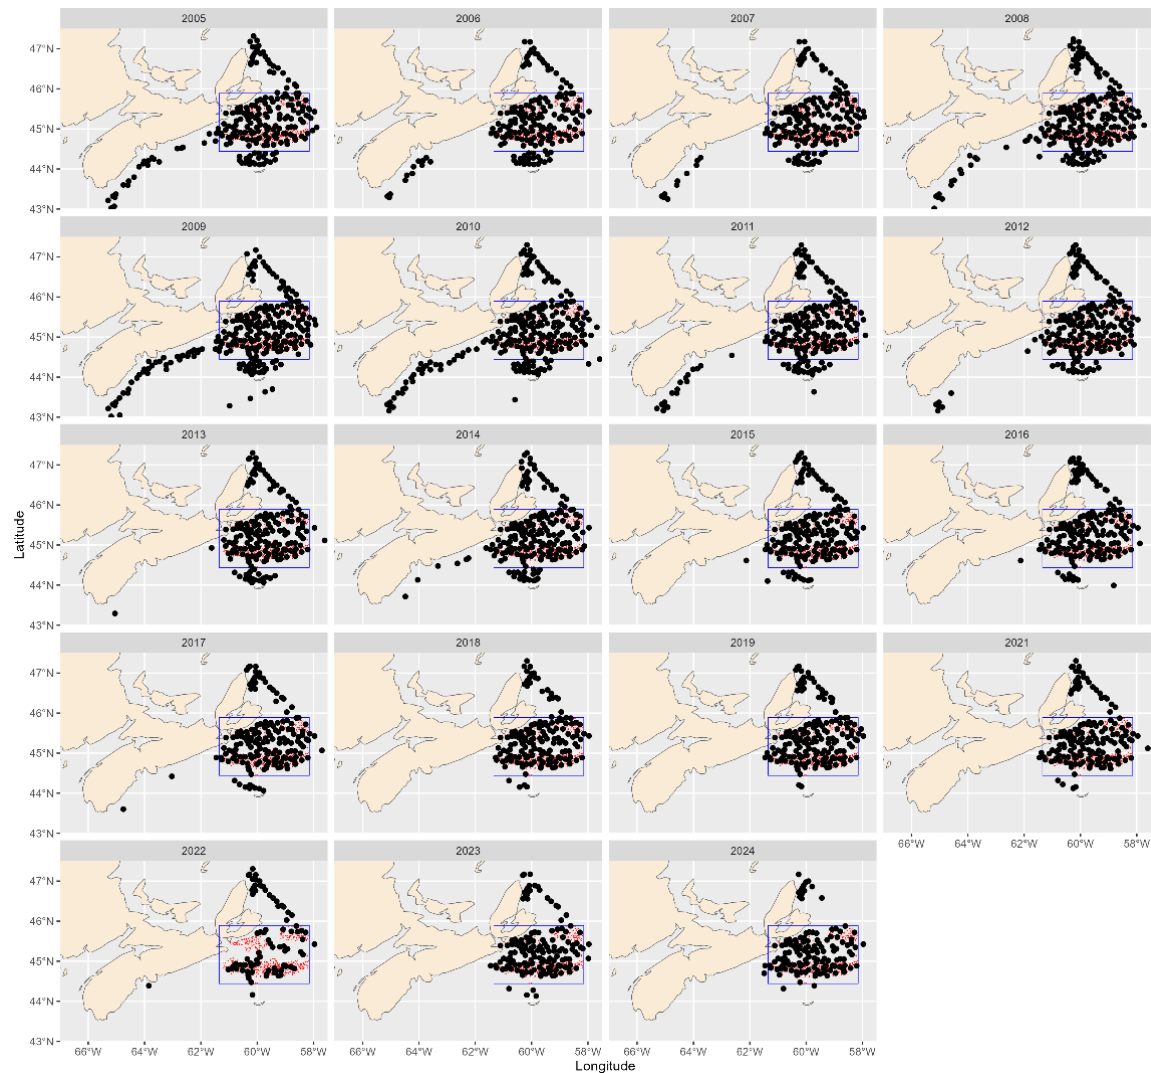 2005 2006 2007 2008
47°N
46°N
45°N
44°N
43°N
2009 2010 2011 2012
47°N
46°N
45°N
44°N
43°N
2013 2014 2015 2016
47°N
46°N
45°N
44°N
43°N
2017 2018 2019 2021
47°N
46°N
45°N
44°N
43°N
66°W 64°W 62°W 60°W 58°W
2022 2023 2024
47°N
46°N
45°N
44°N
43°N
66°W 64°W 62°W 60°W 58°W 66°W 64°W 62°W 60°W 58°W 66°W 64°W 62°W 60°W 58°W
Longitude
Latitude